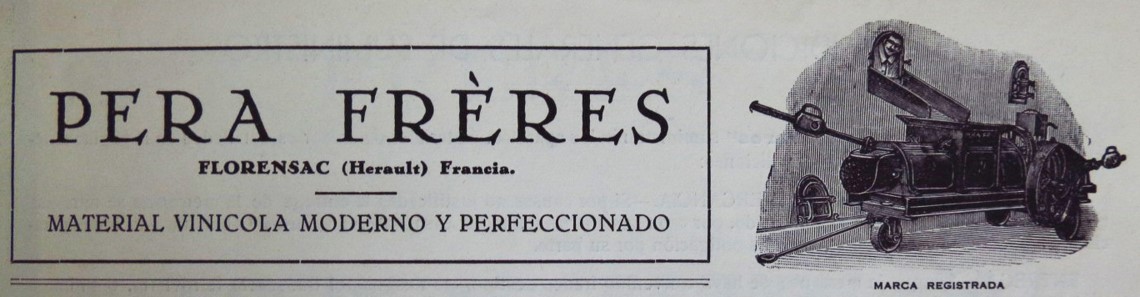 PERA FRÈRES
FLORENSAC (Herault) Francia.
MATERIAL VINICOLA MODERNO Y PERFECCIONADO
MARCA REGISTRADA